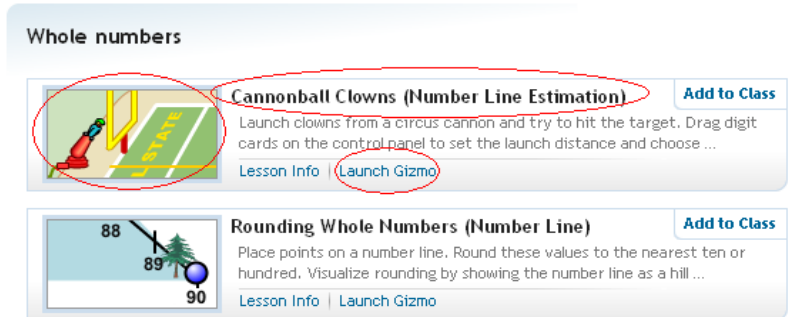 Whole numbers
Cannonball Clowns (Number Line Estimation)
Add to Class
Launch clowns from a circus cannon and try to hit the target. Drag digit
cards on the control panel to set the launch distance and choose ...
Lesson Info | Launch Gizmo
L STATE
Rounding Whole Numbers (Number Line)
Add to Class
Place points on a number line. Round these values to the nearest ten or
hundred. Visualize rounding by showing the number line as a hill ...
Lesson Info | Launch Gizmo
88
89
90